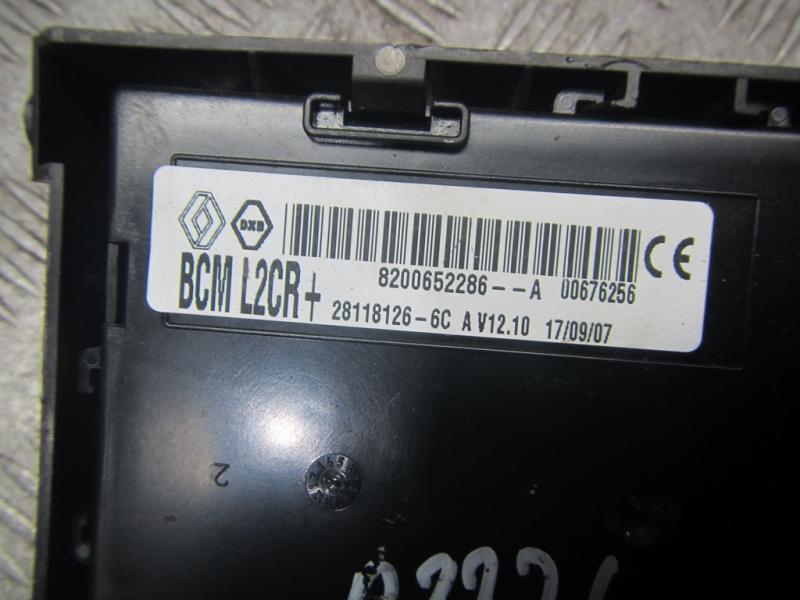 8200652286--A 00676256
BCM L2CR+ 28118126-6C A V12.10 17/09/07
CE
2